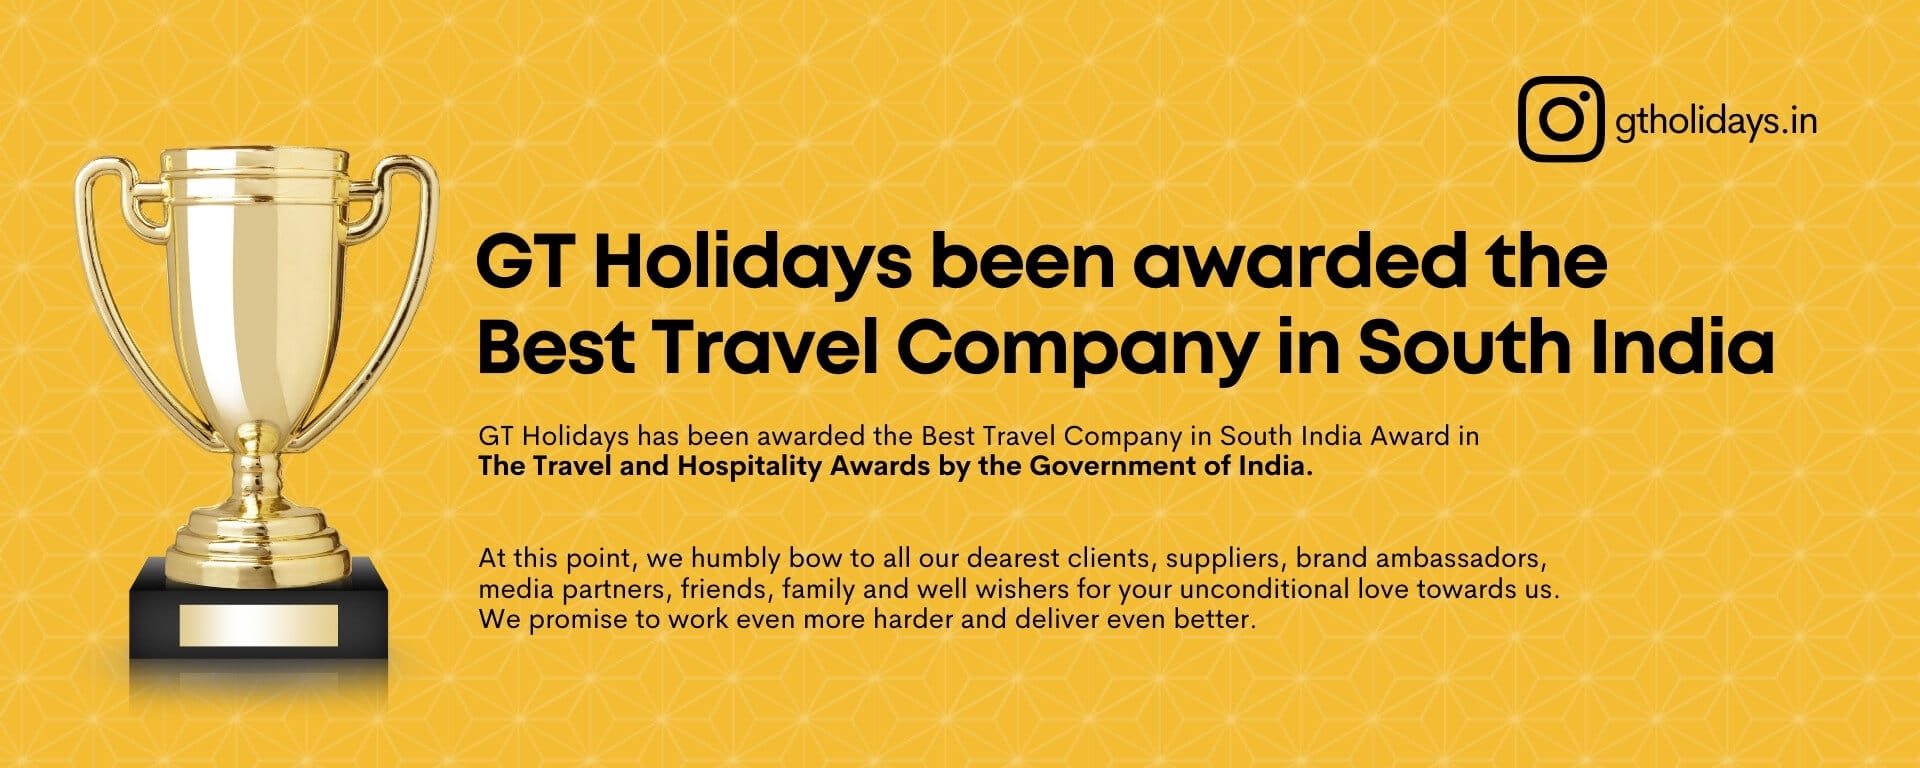 gtholidays.in
GT Holidays been awarded the
Best Travel Company in South India
GT Holidays has been awarded the Best Travel Company in South India Award in
The Travel and Hospitality Awards by the Government of India.
At this point, we humbly bow to all our dearest clients, suppliers, brand ambassadors,
media partners, friends, family and well wishers for your unconditional love towards us.
We promise to work even more harder and deliver even better.